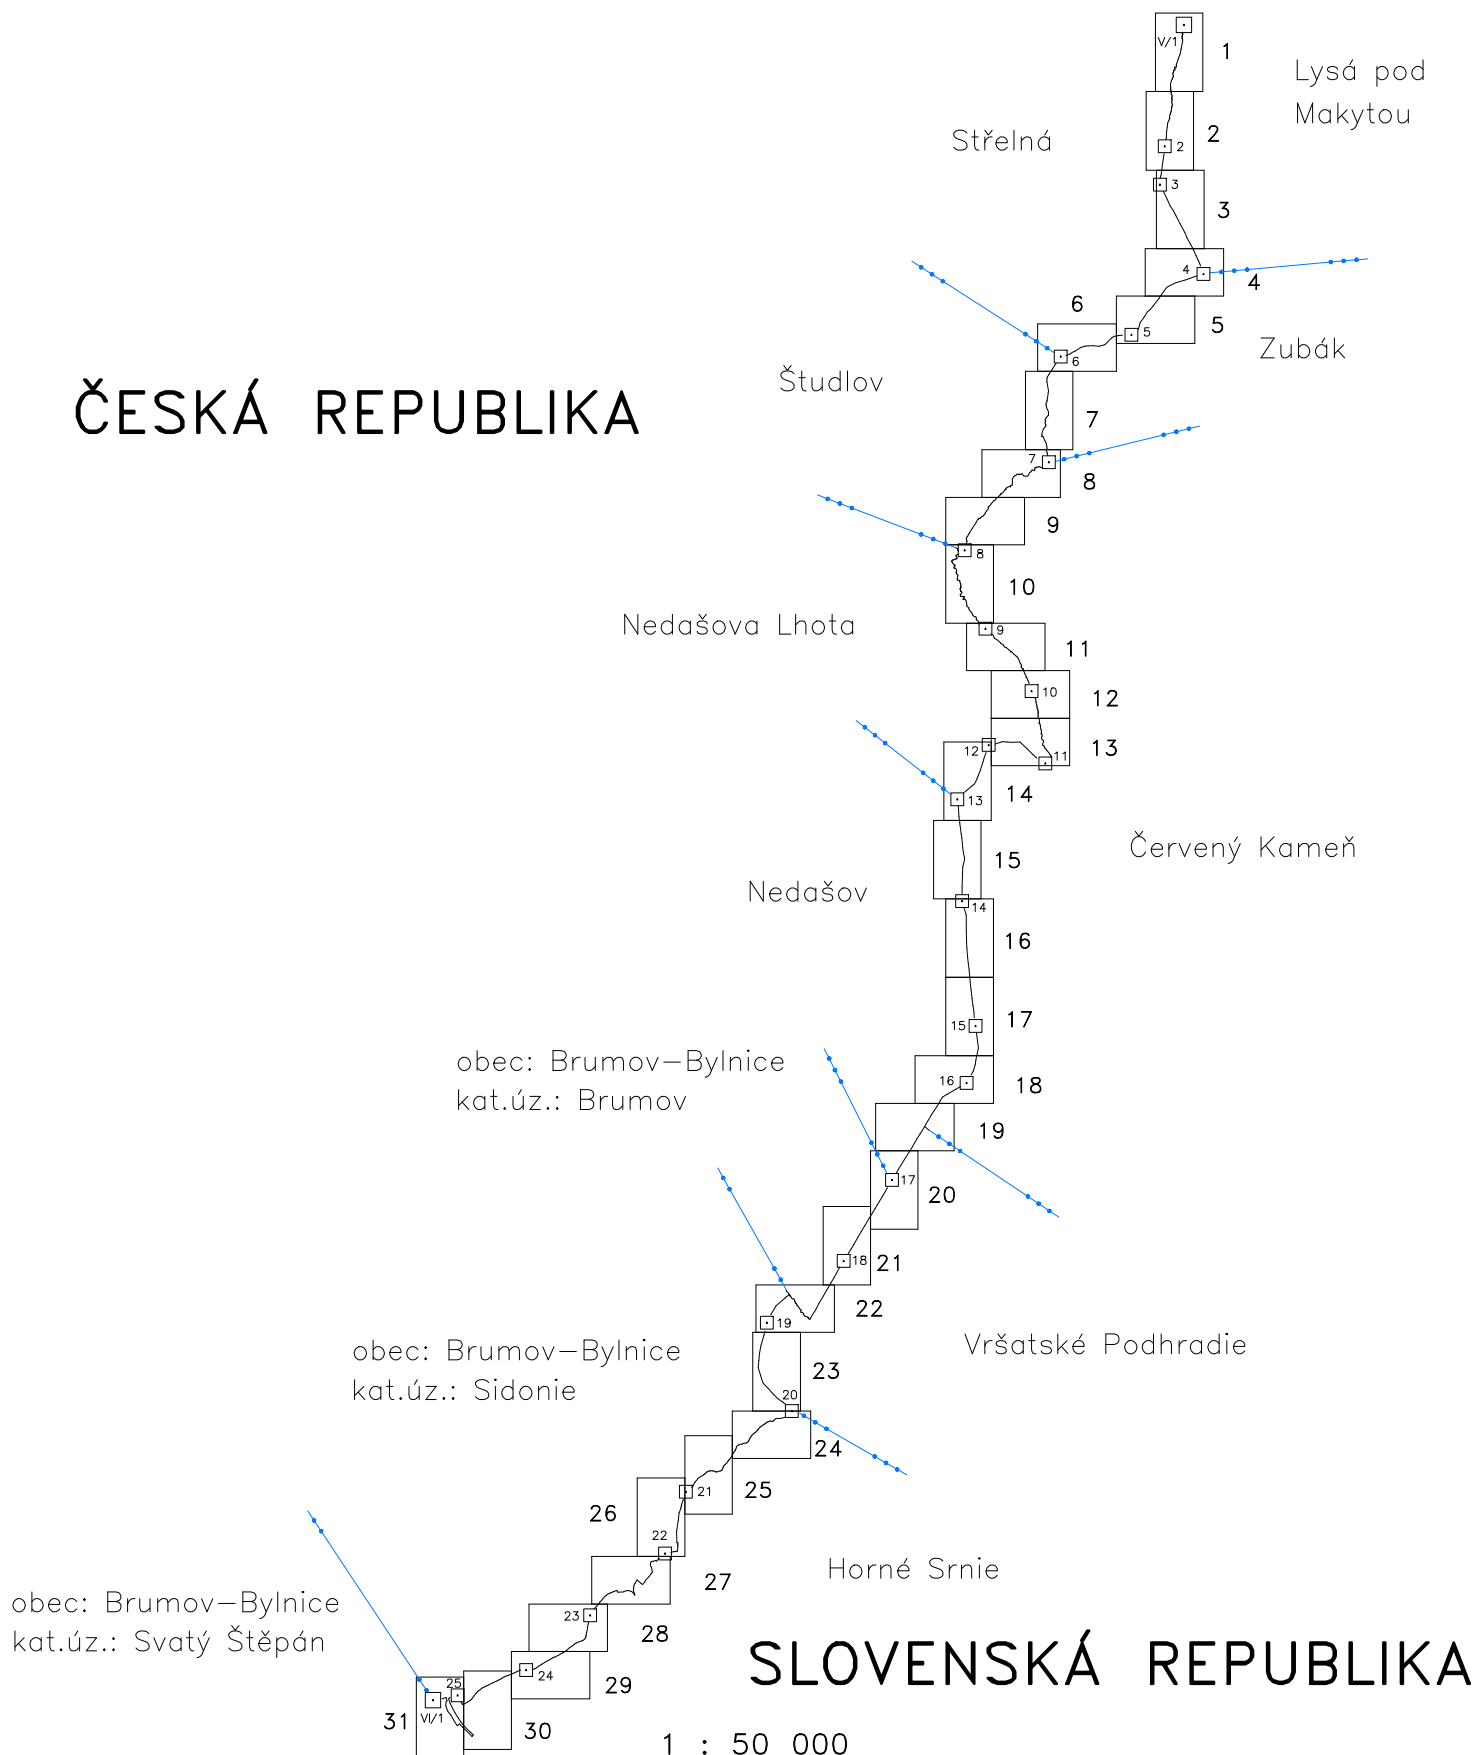 V/1
1
Lysá pod
Makytou
2
2
Střelná
3
3
4
4
6
5
5
Zubák
6
Študlov
ČESKÁ REPUBLIKA
7
7
8
9
8
10
Nedašova Lhota
9
11
10
12
12
11
13
13
14
15
Červený Kameň
Nedašov
14
16
15
17
obec: Brumov-Bylnice
kat.úz.: Brumov
16
18
19
17
20
18
21
22
19
Vršatské Podhradie
obec: Brumov-Bylnice
kat.úz.: Sidonie
23
20
24
21
25
26
22
Horné Srnie
27
obec: Brumov-Bylnice
kat.úz.: Svatý Štěpán
23
28
SLOVENSKÁ REPUBLIKA
24
29
25
VI/1
31
30
1 : 50 000